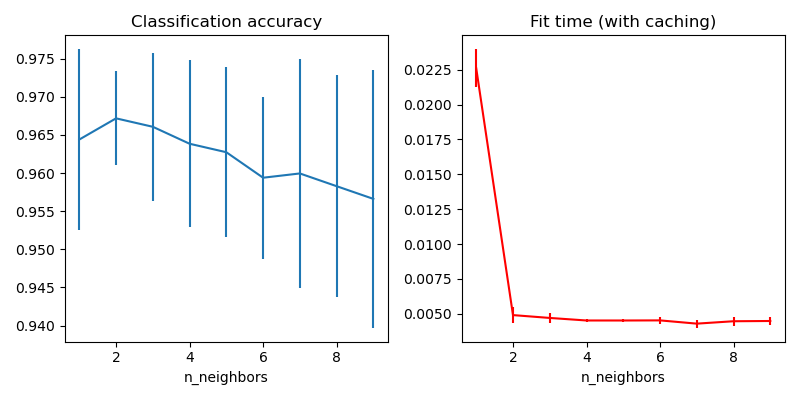 Classification accuracy
0.975
0.970
0.965
0.960
0.955
0.950
0.945
0.940
2 4 6 8
n_neighbors
Fit time (with caching)
0.0225
0.0200
0.0175
0.0150
0.0125
0.0100
0.0075
0.0050
2 4 6 8
n_neighbors